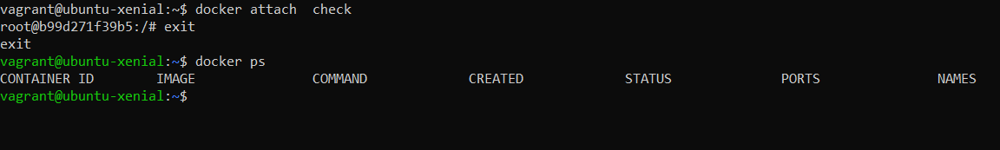 vagrant@ubuntu-xenial:~$ docker attach  check
root@b99d271f39b5:/# exit
exit
vagrant@ubuntu-xenial:~$ docker ps
CONTAINER ID        IMAGE               COMMAND             CREATED             STATUS              PORTS               NAMES
vagrant@ubuntu-xenial:~$